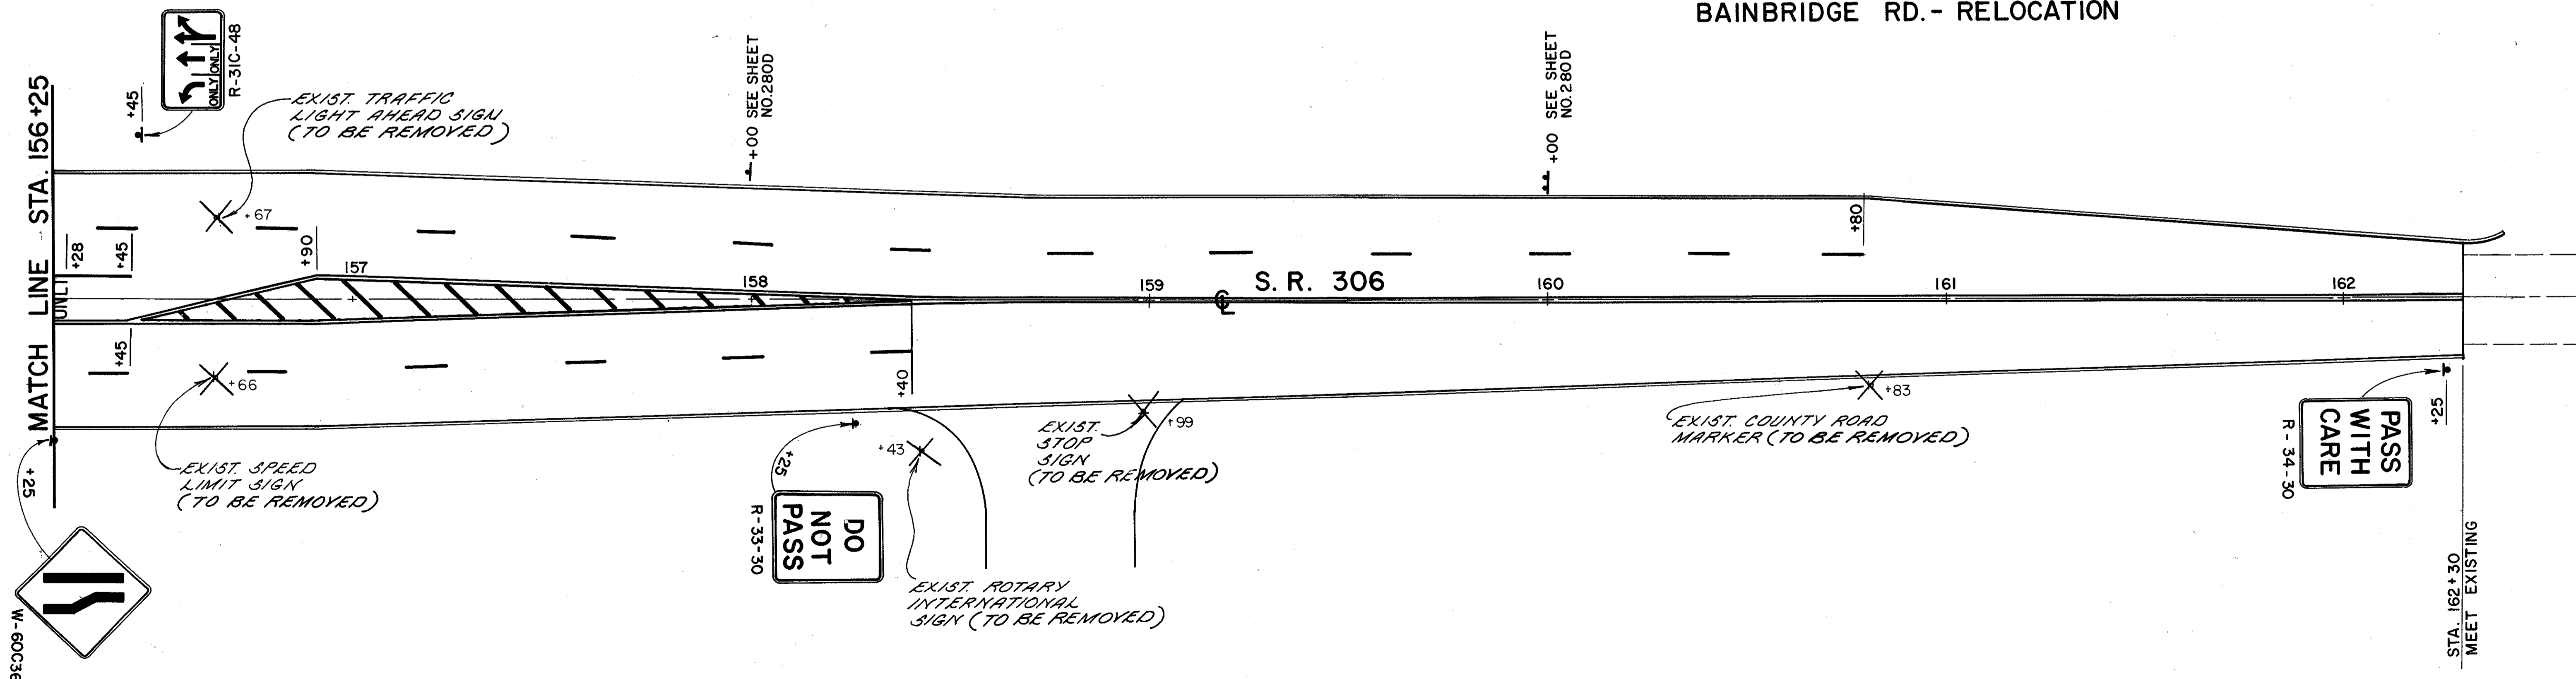 BAINBRIDGE RD. - RELOCATION
MATCH LINE STA. 156+25
+45
ONLY ONLY
R-31C-48
EXIST. TRAFFIC
LIGHT AHEAD SIGN
(TO BE REMOVED)
+67
+28
+45
+90
ONLY
+45
+66
EXIST. SPEED
LIMIT SIGN
(TO BE REMOVED)
+25
W-60C36
+00 SEE SHEET
NO.280D
+00 SEE SHEET
NO.280D
157
158
159
S.R. 306
160
161
162
℄
+80
+40
+25
DO
NOT
PASS
R-33-30
+43
EXIST. ROTARY
INTERNATIONAL
SIGN (TO BE REMOVED)
EXIST.
STOP
SIGN
(TO BE REMOVED)
+99
+83
EXIST. COUNTY ROAD
MARKER (TO BE REMOVED)
PASS
WITH
CARE
R-34-30
+25
STA. 162+30
MEET EXISTING